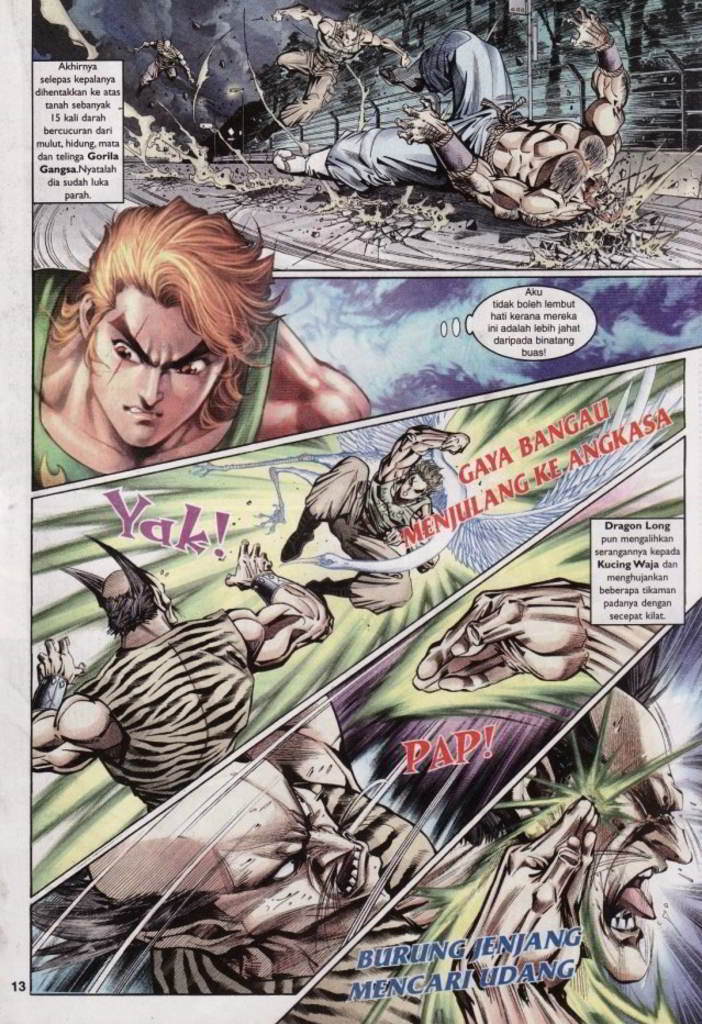 Akhirnya
selepas kepalanya
dihentakkan ke atas
tanah sebanyak
15 kali darah
bercucuran dari
mulut, hidung, mata
dan telinga Gorila
Gangsa.Nyatalah
dia sudah luka
parah.
Aku
tidak boleh lembut
hati kerana mereka
ini adalah lebih jahat
daripada binatang
buas!
GAYA BANGAU
MENJULANG KE ANGKASA
Yak!
Dragon Long
pun mengalihkan
serangannya kepada
Kucing Waja dan
menghujankan
beberapa tikaman
padanya dengan
secepat kilat.
PAP!
BURUNG JENJANG
MENCARI UDANG
13